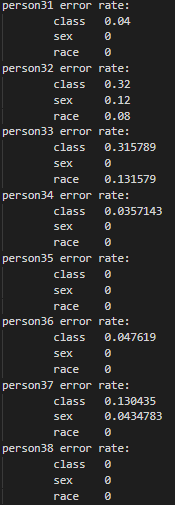 person31 error rate:
class 0.04
sex 0
race 0
person32 error rate:
class 0.32
sex 0.12
race 0.08
person33 error rate:
class 0.315789
sex 0
race 0.131579
person34 error rate:
class 0.0357143
sex 0
race 0
person35 error rate:
class 0
sex 0
race 0
person36 error rate:
class 0.047619
sex 0
race 0
person37 error rate:
class 0.130435
sex 0.0434783
race 0
person38 error rate:
class 0
sex 0
race 0